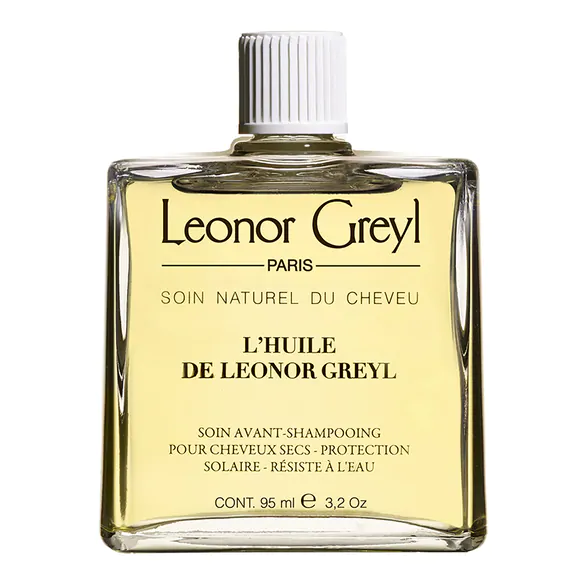 Leonor Greyl
PARIS
SOIN NATUREL DU CHEVEU
L'HUILE
DE LEONOR GREYL
SOIN AVANT-SHAMPOOING
POUR CHEVEUX SECS - PROTECTION
SOLAIRE - RÉSISTE À L'EAU
CONT. 95 ml ℮ 3,2 Oz